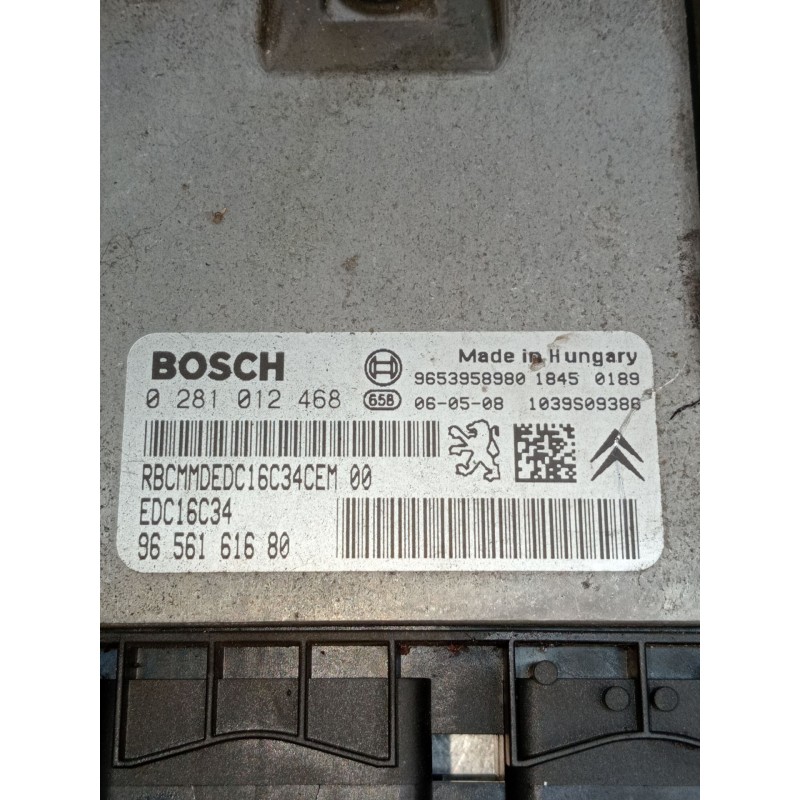 BOSCH
Made in Hungary
9653958980 1845 0189
0 281 012 468
65B
06-05-08 1039S09386
RBCMMDEDC16C34CEM 00
EDC16C34
96 561 616 80